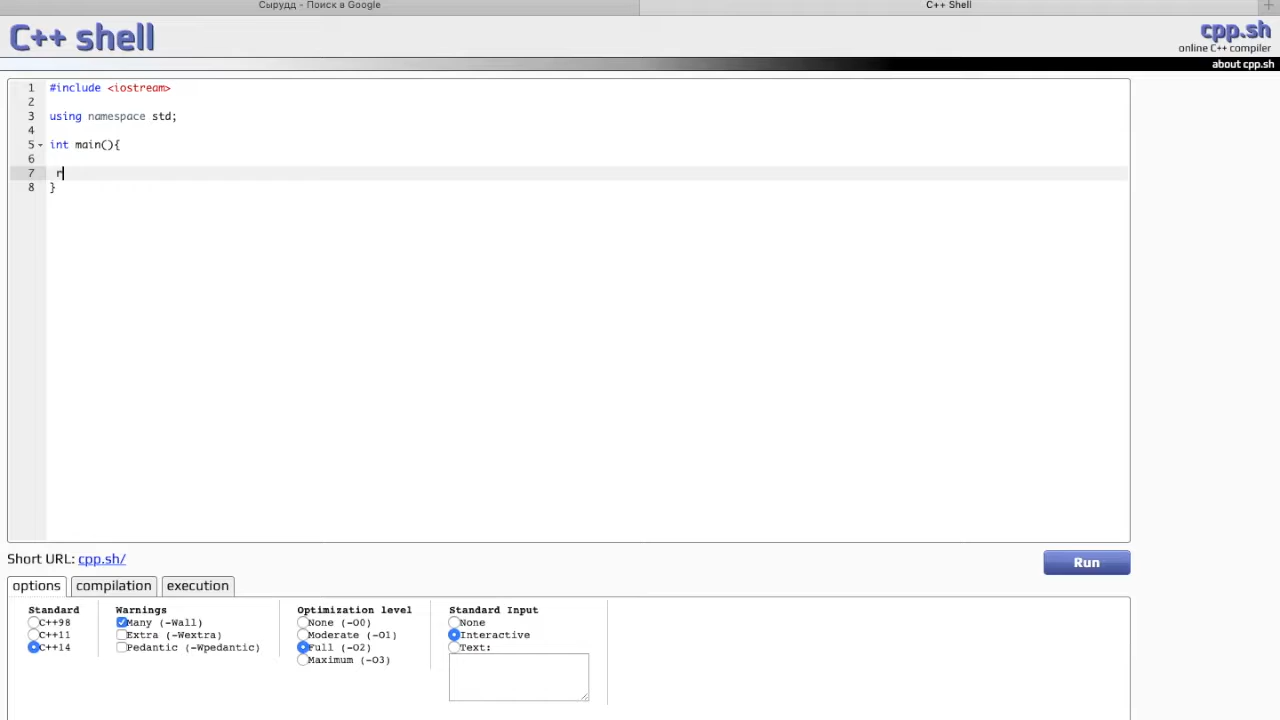 Сырудд - Поиск в Google
C++ Shell
C++ shell
cpp.sh
online C++ compiler
about cpp.sh
1 #include <iostream>
2
3 using namespace std;
4
5 int main(){
6
7 r
8 }
Short URL: cpp.sh/
Run
options compilation execution
Standard
C++98
C++11
C++14
Warnings
Many (-Wall)
Extra (-Wextra)
Pedantic (-Wpedantic)
Optimization level
None (-O0)
Moderate (-O1)
Full (-O2)
Maximum (-O3)
Standard Input
None
Interactive
Text: